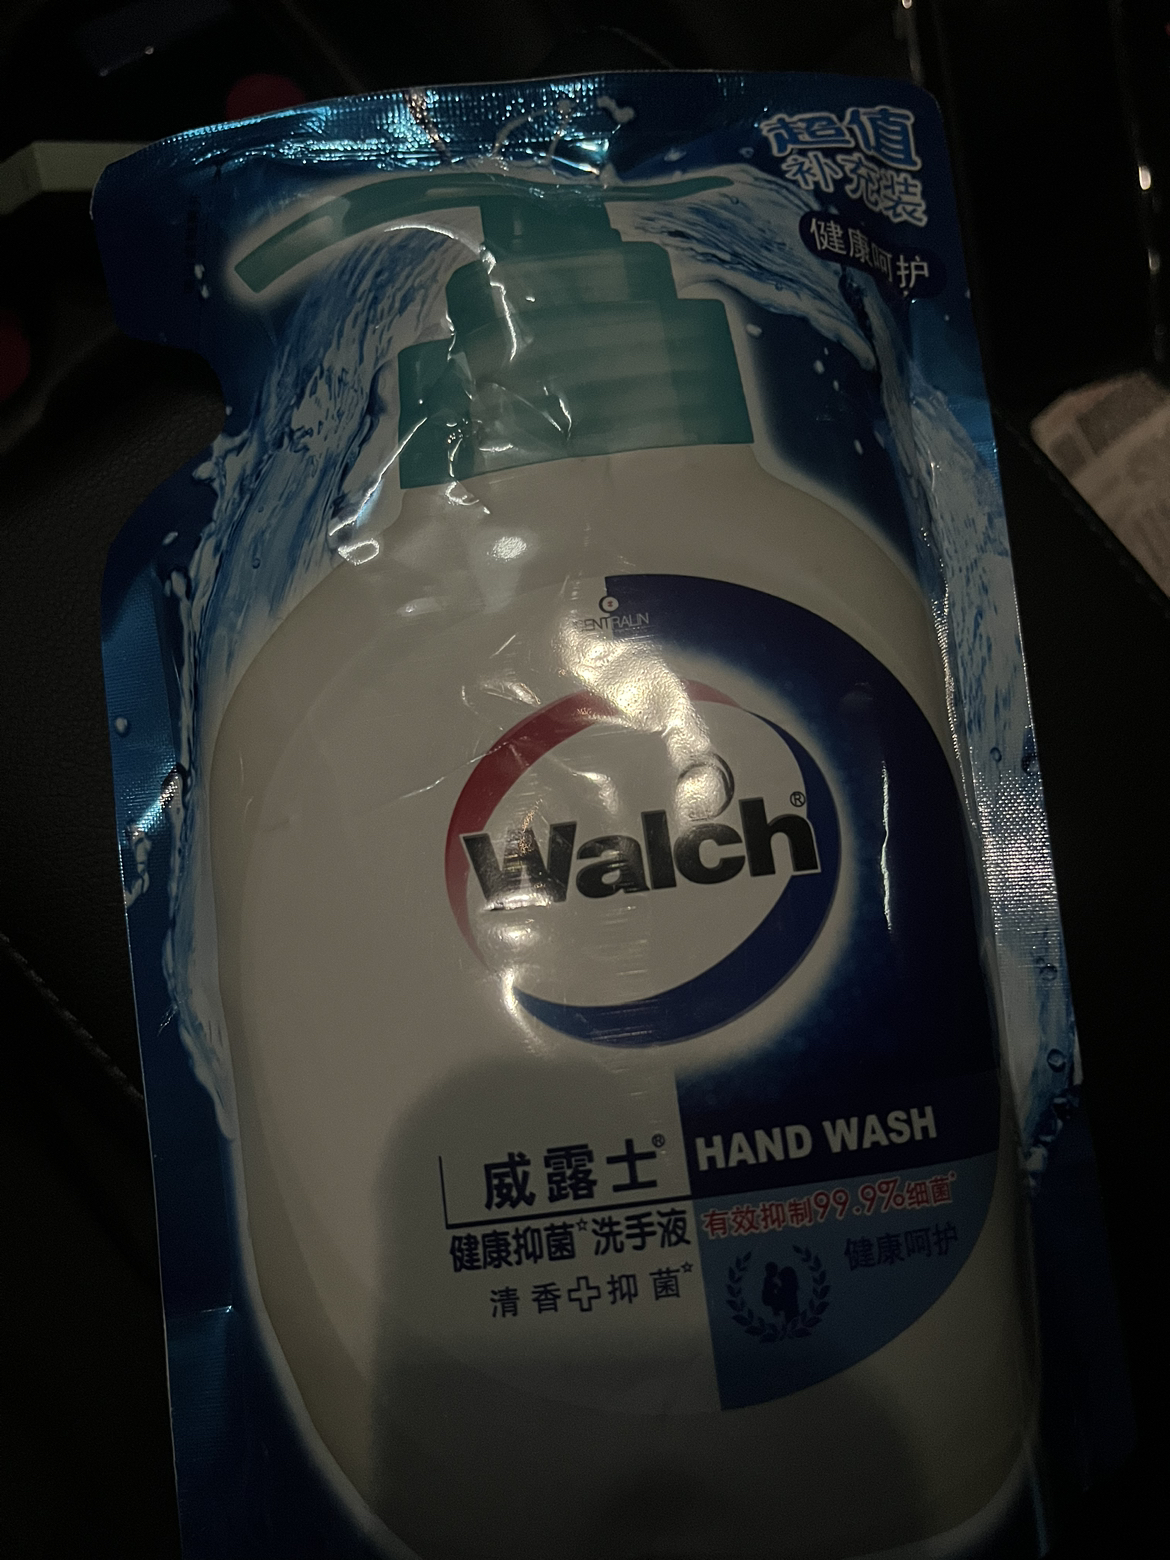 超值
补充装
健康呵护
Walch®
威露士®
HAND WASH
健康抑菌☆洗手液
有效抑制99.9%细菌*
清香+抑菌☆
健康呵护